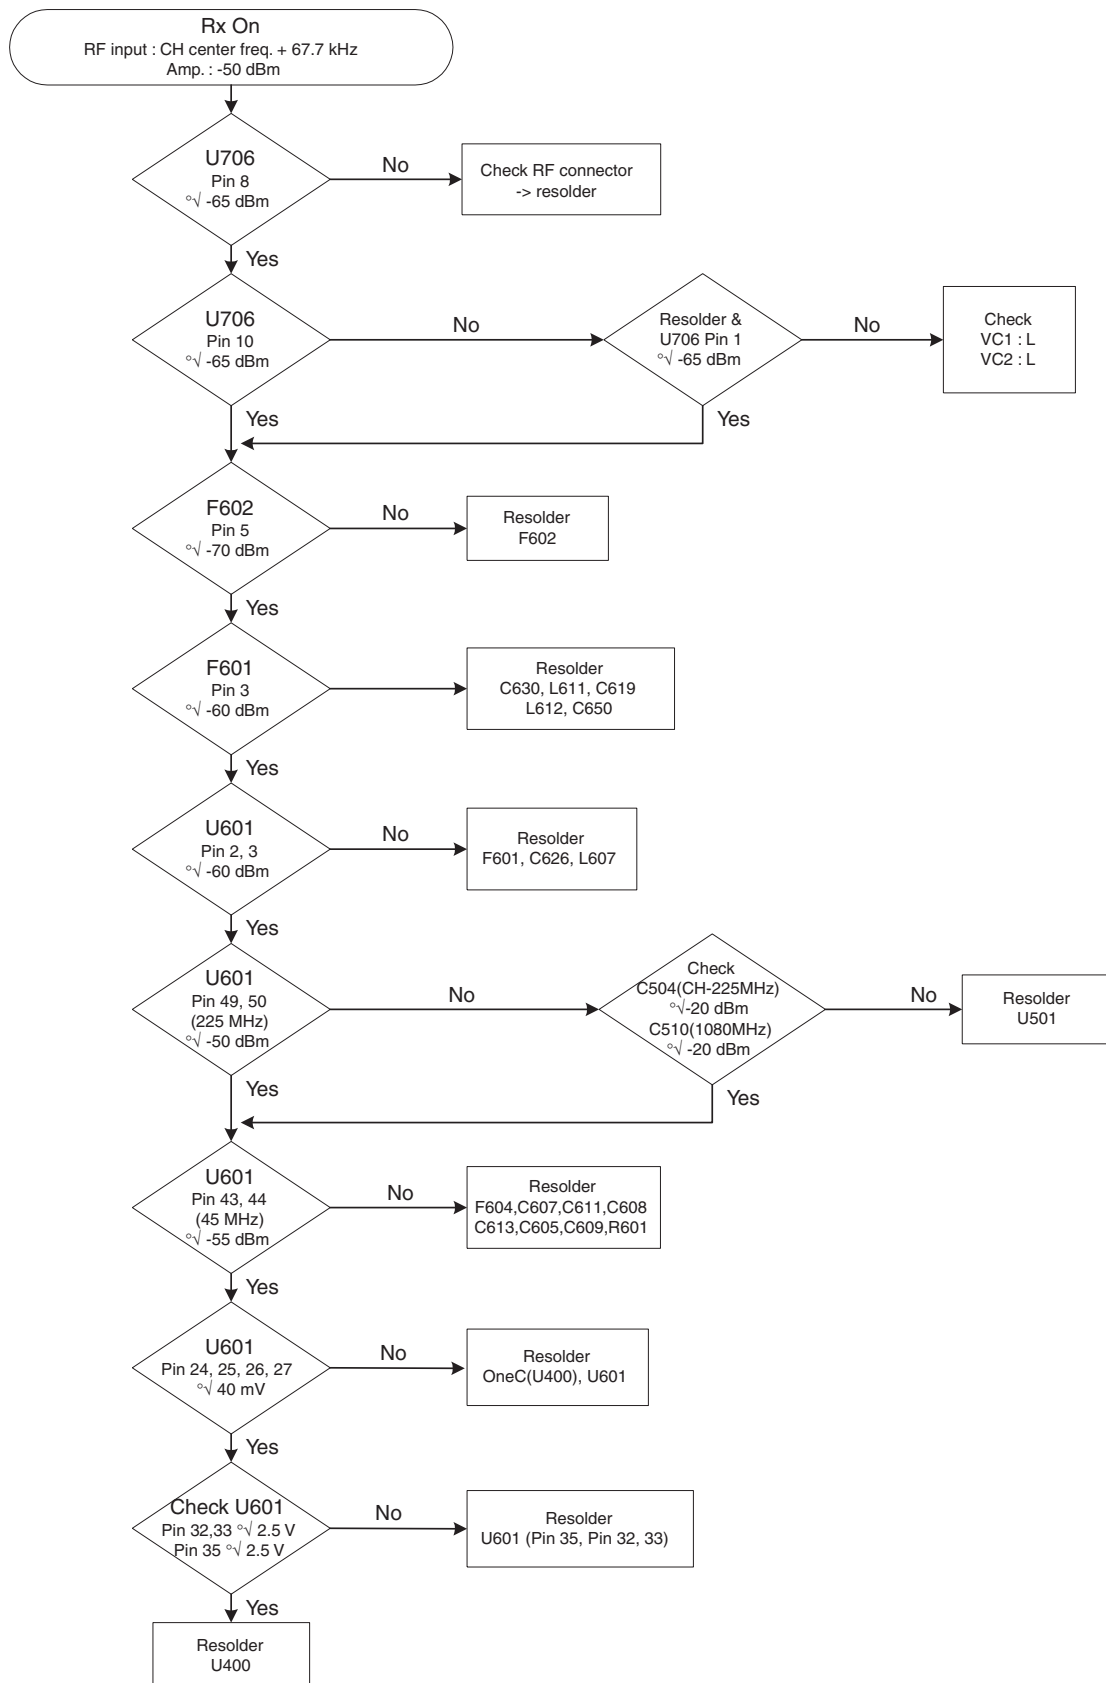 Rx On
RF input : CH center freq. + 67.7 kHz
Amp. : -50 dBm
U706
Pin 8
°√ -65 dBm
No
Check RF connector
-> resolder
Yes
U706
Pin 10
°√ -65 dBm
No
Resolder &
U706 Pin 1
°√ -65 dBm
No
Check
VC1 : L
VC2 : L
Yes
Yes
F602
Pin 5
°√ -70 dBm
No
Resolder
F602
Yes
F601
Pin 3
°√ -60 dBm
Resolder
C630, L611, C619
L612, C650
Yes
U601
Pin 2, 3
°√ -60 dBm
No
Resolder
F601, C626, L607
Yes
U601
Pin 49, 50
(225 MHz)
°√ -50 dBm
No
Check
C504(CH-225MHz)
°√-20 dBm
C510(1080MHz)
°√ -20 dBm
No
Resolder
U501
Yes
Yes
U601
Pin 43, 44
(45 MHz)
°√ -55 dBm
No
Resolder
F604,C607,C611,C608
C613,C605,C609,R601
Yes
U601
Pin 24, 25, 26, 27
°√ 40 mV
No
Resolder
OneC(U400), U601
Yes
Check U601
Pin 32,33 °√ 2.5 V
Pin 35 °√ 2.5 V
No
Resolder
U601 (Pin 35, Pin 32, 33)
Yes
Resolder
U400